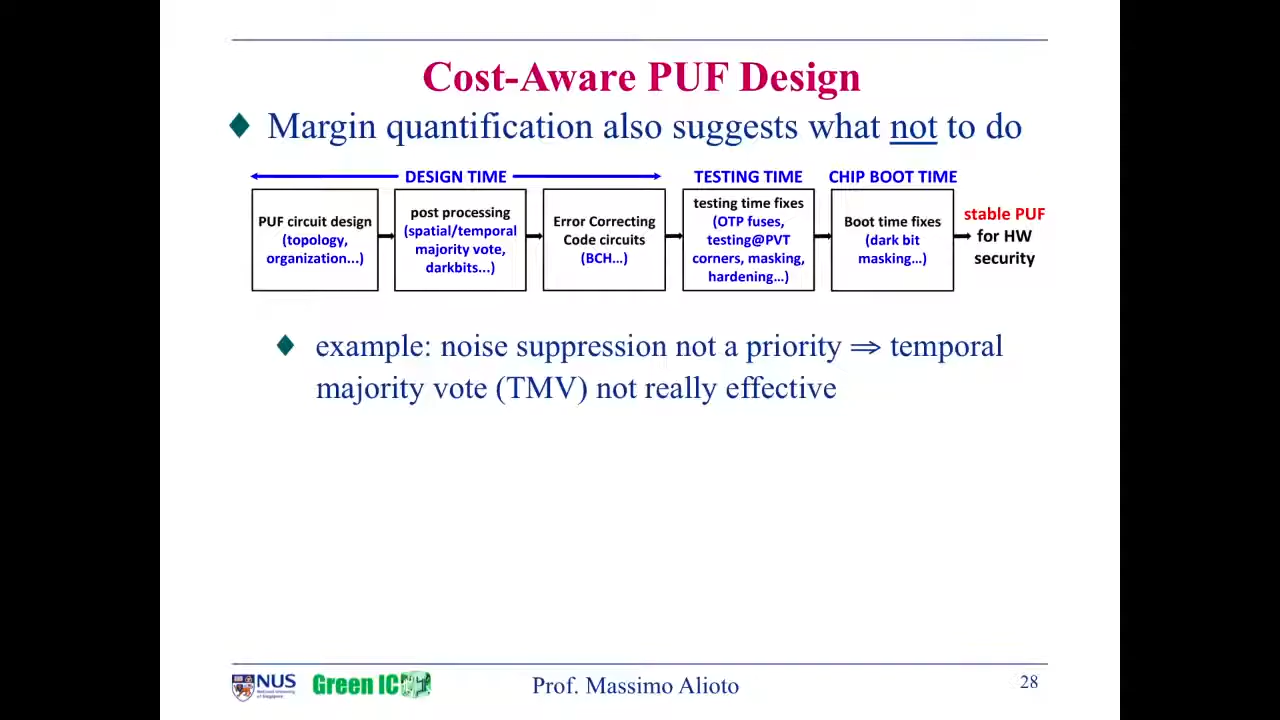 Cost-Aware PUF Design
Margin quantification also suggests what not to do
DESIGN TIME
TESTING TIME
CHIP BOOT TIME
PUF circuit design
(topology,
organization...)
post processing
(spatial/temporal
majority vote,
darkbits...)
Error Correcting
Code circuits
(BCH…)
testing time fixes
(OTP fuses,
testing@PVT
corners, masking,
hardening…)
Boot time fixes
(dark bit
masking…)
stable PUF
for HW
security
example: noise suppression not a priority ⇒ temporal
majority vote (TMV) not really effective
NUS
National University
of Singapore
Green IC
Prof. Massimo Alioto
28